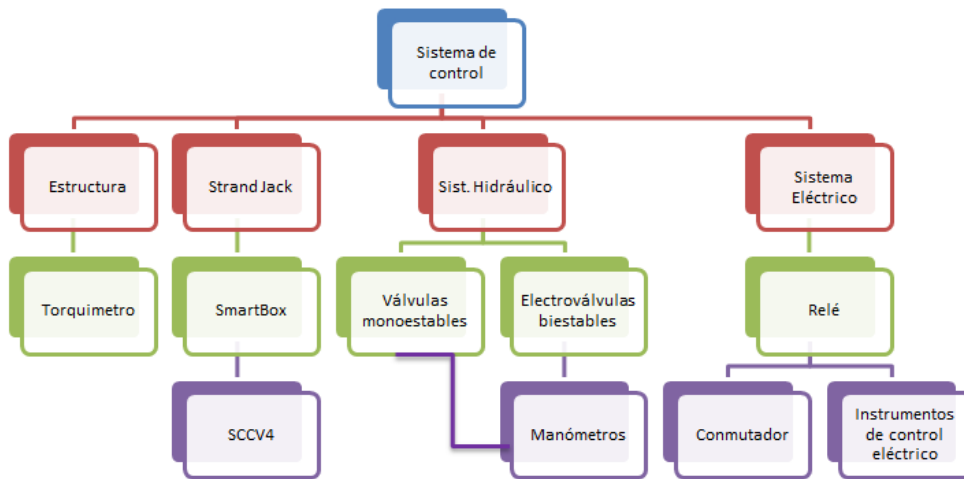 Sistema de
control
Estructura
Strand Jack
Sist. Hidráulico
Sistema
Eléctrico
Torquimetro
SmartBox
Válvulas
monoestables
Electroválvulas
biestables
Relé
SCCV4
Manómetros
Conmutador
Instrumentos
de control
eléctrico